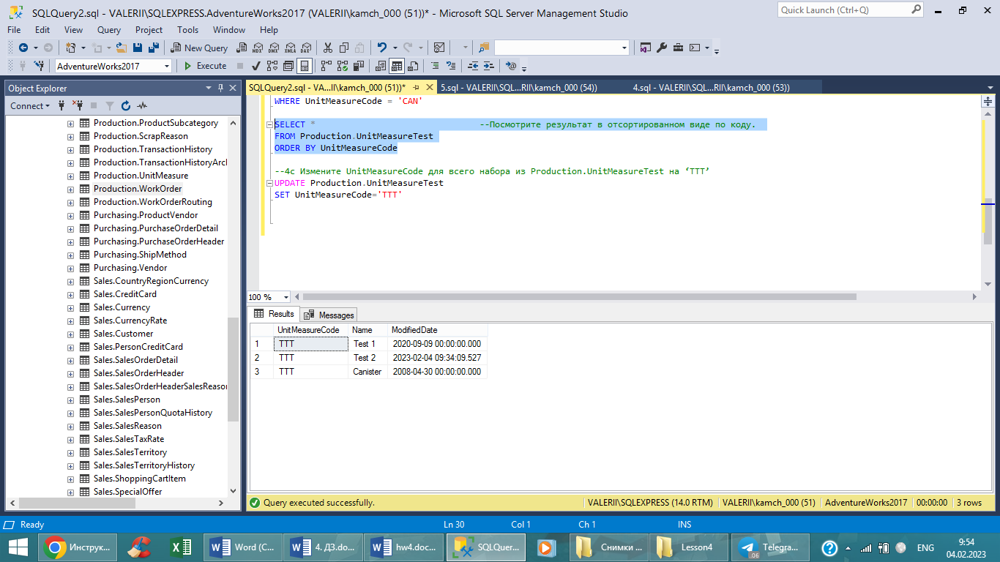 SQLQuery2.sql - VALERII\SQLEXPRESS.AdventureWorks2017 (VALERII\kamch_000 (51))* - Microsoft SQL Server Management Studio
Quick Launch (Ctrl+Q)
File Edit View Query Project Tools Window Help
New Query
MDX DMX XMLA DAX
AdventureWorks2017
Execute
Object Explorer
Connect
Production.ProductSubcategory
Production.ScrapReason
Production.TransactionHistory
Production.TransactionHistoryArcl
Production.UnitMeasure
Production.WorkOrder
Production.WorkOrderRouting
Purchasing.ProductVendor
Purchasing.PurchaseOrderDetail
Purchasing.PurchaseOrderHeader
Purchasing.ShipMethod
Purchasing.Vendor
Sales.CountryRegionCurrency
Sales.CreditCard
Sales.Currency
Sales.CurrencyRate
Sales.Customer
Sales.PersonCreditCard
Sales.SalesOrderDetail
Sales.SalesOrderHeader
Sales.SalesOrderHeaderSalesReason
Sales.SalesPerson
Sales.SalesPersonQuotaHistory
Sales.SalesReason
Sales.SalesTaxRate
Sales.SalesTerritory
Sales.SalesTerritoryHistory
Sales.ShoppingCartItem
Sales.SpecialOffer
SQLQuery2.sql - VA...II\kamch_000 (51))*
5.sql - VALERII\SQL...RII\kamch_000 (54))
4.sql - VALERII\SQL...RII\kamch_000 (53))
WHERE UnitMeasureCode = 'CAN'
SELECT * --Посмотрите результат в отсортированном виде по коду.
FROM Production.UnitMeasureTest
ORDER BY UnitMeasureCode
--4c Измените UnitMeasureCode для всего набора из Production.UnitMeasureTest на ‘TTT’
UPDATE Production.UnitMeasureTest
SET UnitMeasureCode='TTT'
100 %
Results Messages
UnitMeasureCode Name ModifiedDate
1 TTT Test 1 2020-09-09 00:00:00.000
2 TTT Test 2 2023-02-04 09:34:09.527
3 TTT Canister 2008-04-30 00:00:00.000
Query executed successfully.
VALERII\SQLEXPRESS (14.0 RTM) VALERII\kamch_000 (51) AdventureWorks2017 00:00:00 3 rows
Ready
Ln 30 Col 1 Ch 1 INS
Инструк...
Word (C...
4. ДЗ.do...
hw4.doc...
SQLQuer...
Снимки ...
Lesson4
Telegra...
..06
ENG
9:54
04.02.2023